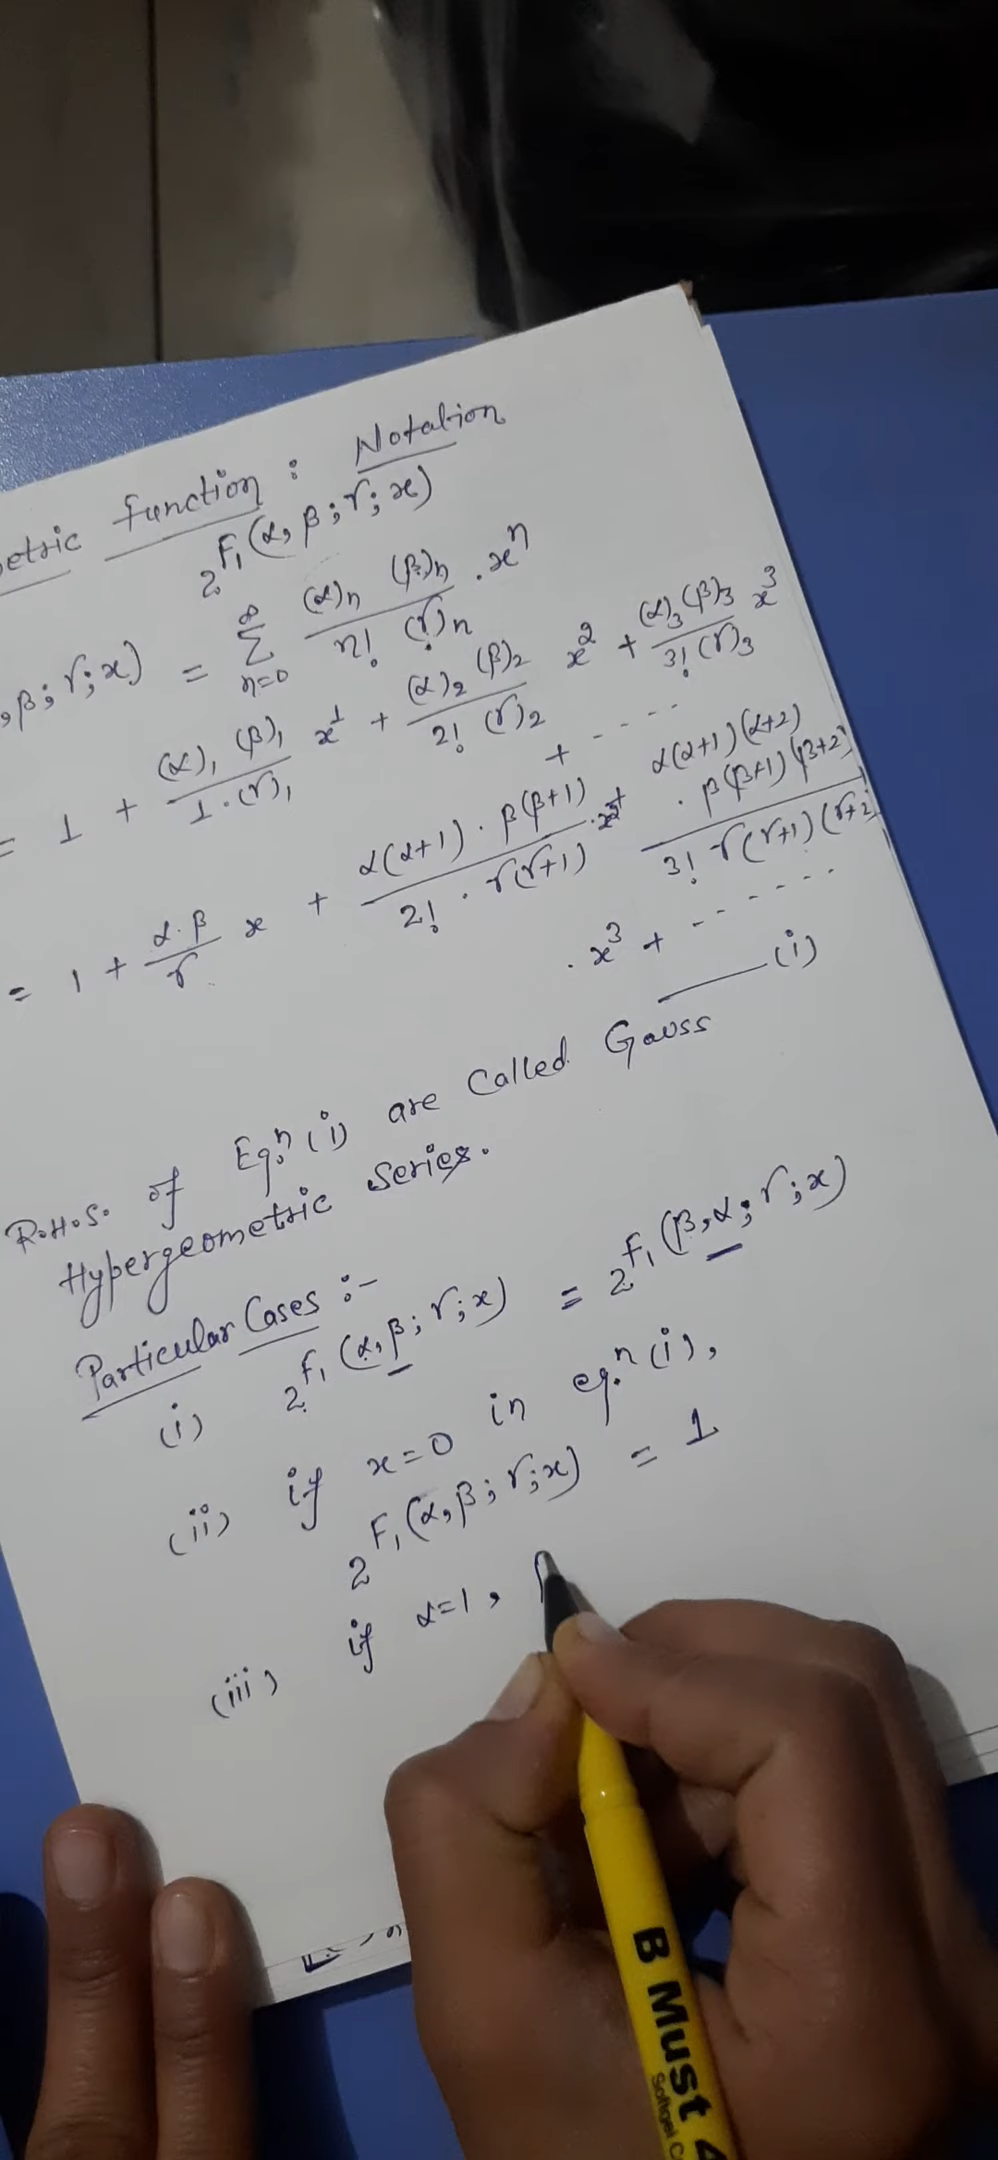 etric Function : Notation
₂F₁(α, β; γ; x)
, β; γ; x) = ∞ Σ n=0 (α)n (β)n / n! (γ)n . xⁿ
= 1 + (α)₁ (β)₁ / 1·(γ)₁ x¹ + (α)₂ (β)₂ / 2! (γ)₂ x² + (α)₃ (β)₃ / 3! (γ)₃ x³
+ - - - -
= 1 + α·β / γ x + α(α+1) · β(β+1) / 2! · γ(γ+1) · x² + α(α+1)(α+2) · β(β+1)(β+2) / 3! γ(γ+1)(γ+2
· x³ + - - - - - -
——(i)
R.H.S. of Eqⁿ(i) are Called Gauss
Hypergeometric Series.
Particular Cases :-
(i) ₂F₁(α, β; γ; x) = ₂F₁(β, α; γ; x)
(ii) if x=0 in eq.ⁿ(i),
₂F₁(α, β; γ; x) = 1
(iii) if α=1,
B Must 4
Softgel C